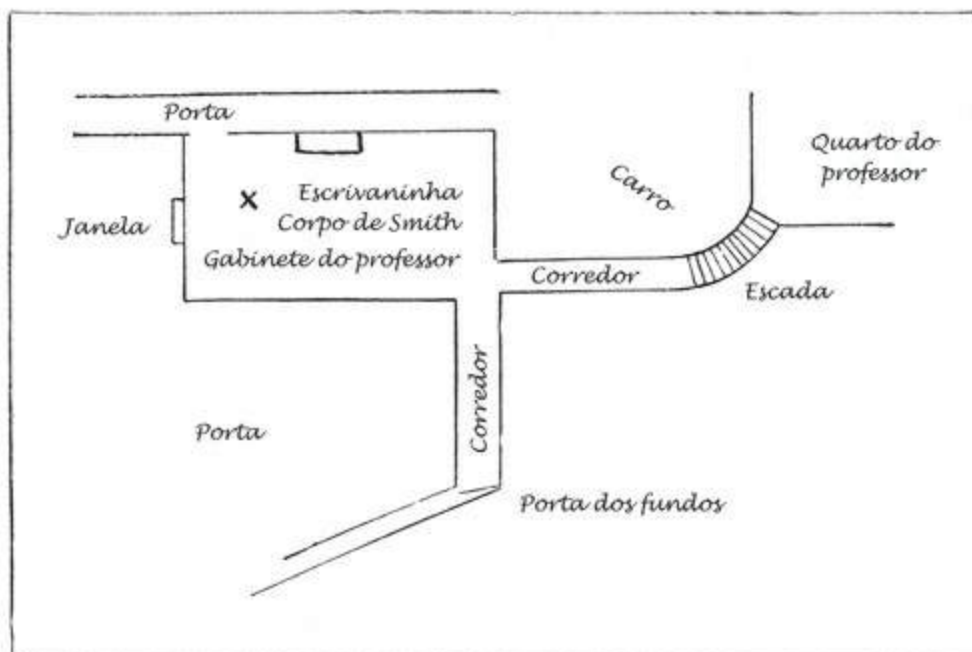 Porta
Quarto do
professor
Carro
Escrivaninha
Janela
Corpo de Smith
Gabinete do professor
Corredor
Escada
Corredor
Porta
Porta dos fundos